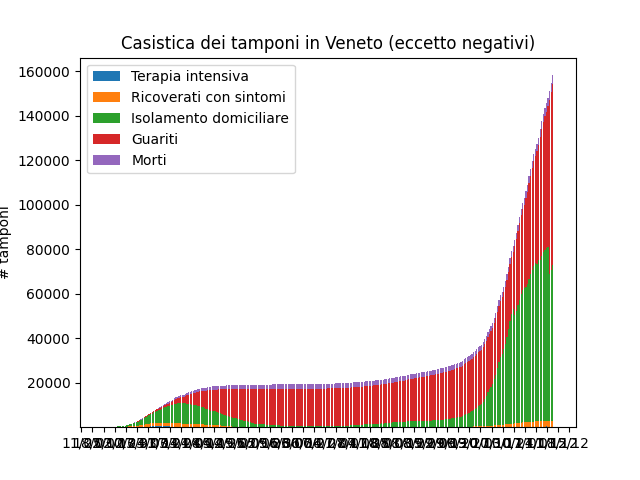 Casistica dei tamponi in Veneto (eccetto negativi)
Terapia intensiva
Ricoverati con sintomi
Isolamento domiciliare
Guariti
Morti
160000
140000
120000
100000
80000
60000
40000
20000
# tamponi